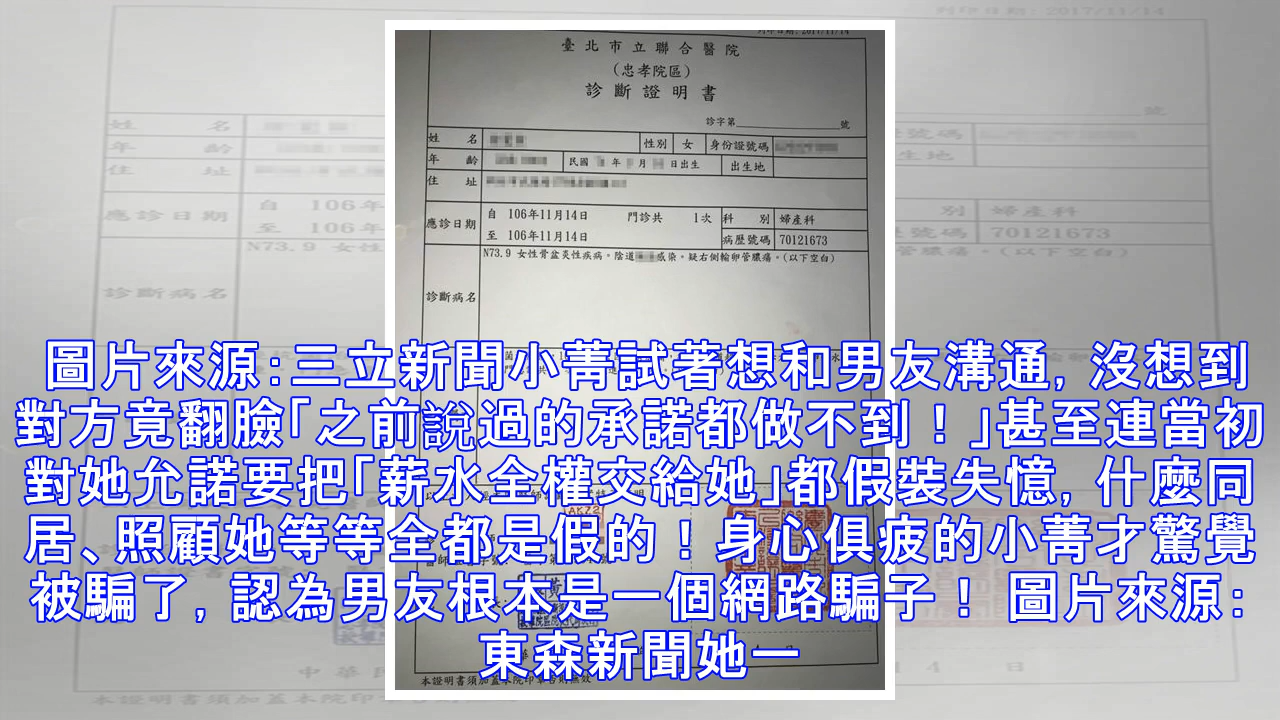 列印日期：2017/11/14
臺北市立聯合醫院
(忠孝院區)
診斷證明書
診字第 號
姓 名 性別 女 身份證號碼
年 齡 民國 年 月 日出生 出生地
住 址
應診日期 自 106年11月14日 門診共 1次 科 別 婦產科
至 106年11月14日 病歷號碼 70121673
診斷病名 N73.9 女性骨盆炎性疾病。陰道 感染。疑右側輸卵管膿瘍。(以下空白)
圖片來源：三立新聞小菁試著想和男友溝通，沒想到
對方竟翻臉「之前說過的承諾都做不到！」甚至連當初
對她允諾要把「薪水全權交給她」都假裝失憶，什麼同
居、照顧她等等全都是假的！身心俱疲的小菁才驚覺
被騙了，認為男友根本是一個網路騙子！ 圖片來源：
東森新聞她一
本證明書須加蓋本院印章否則無效